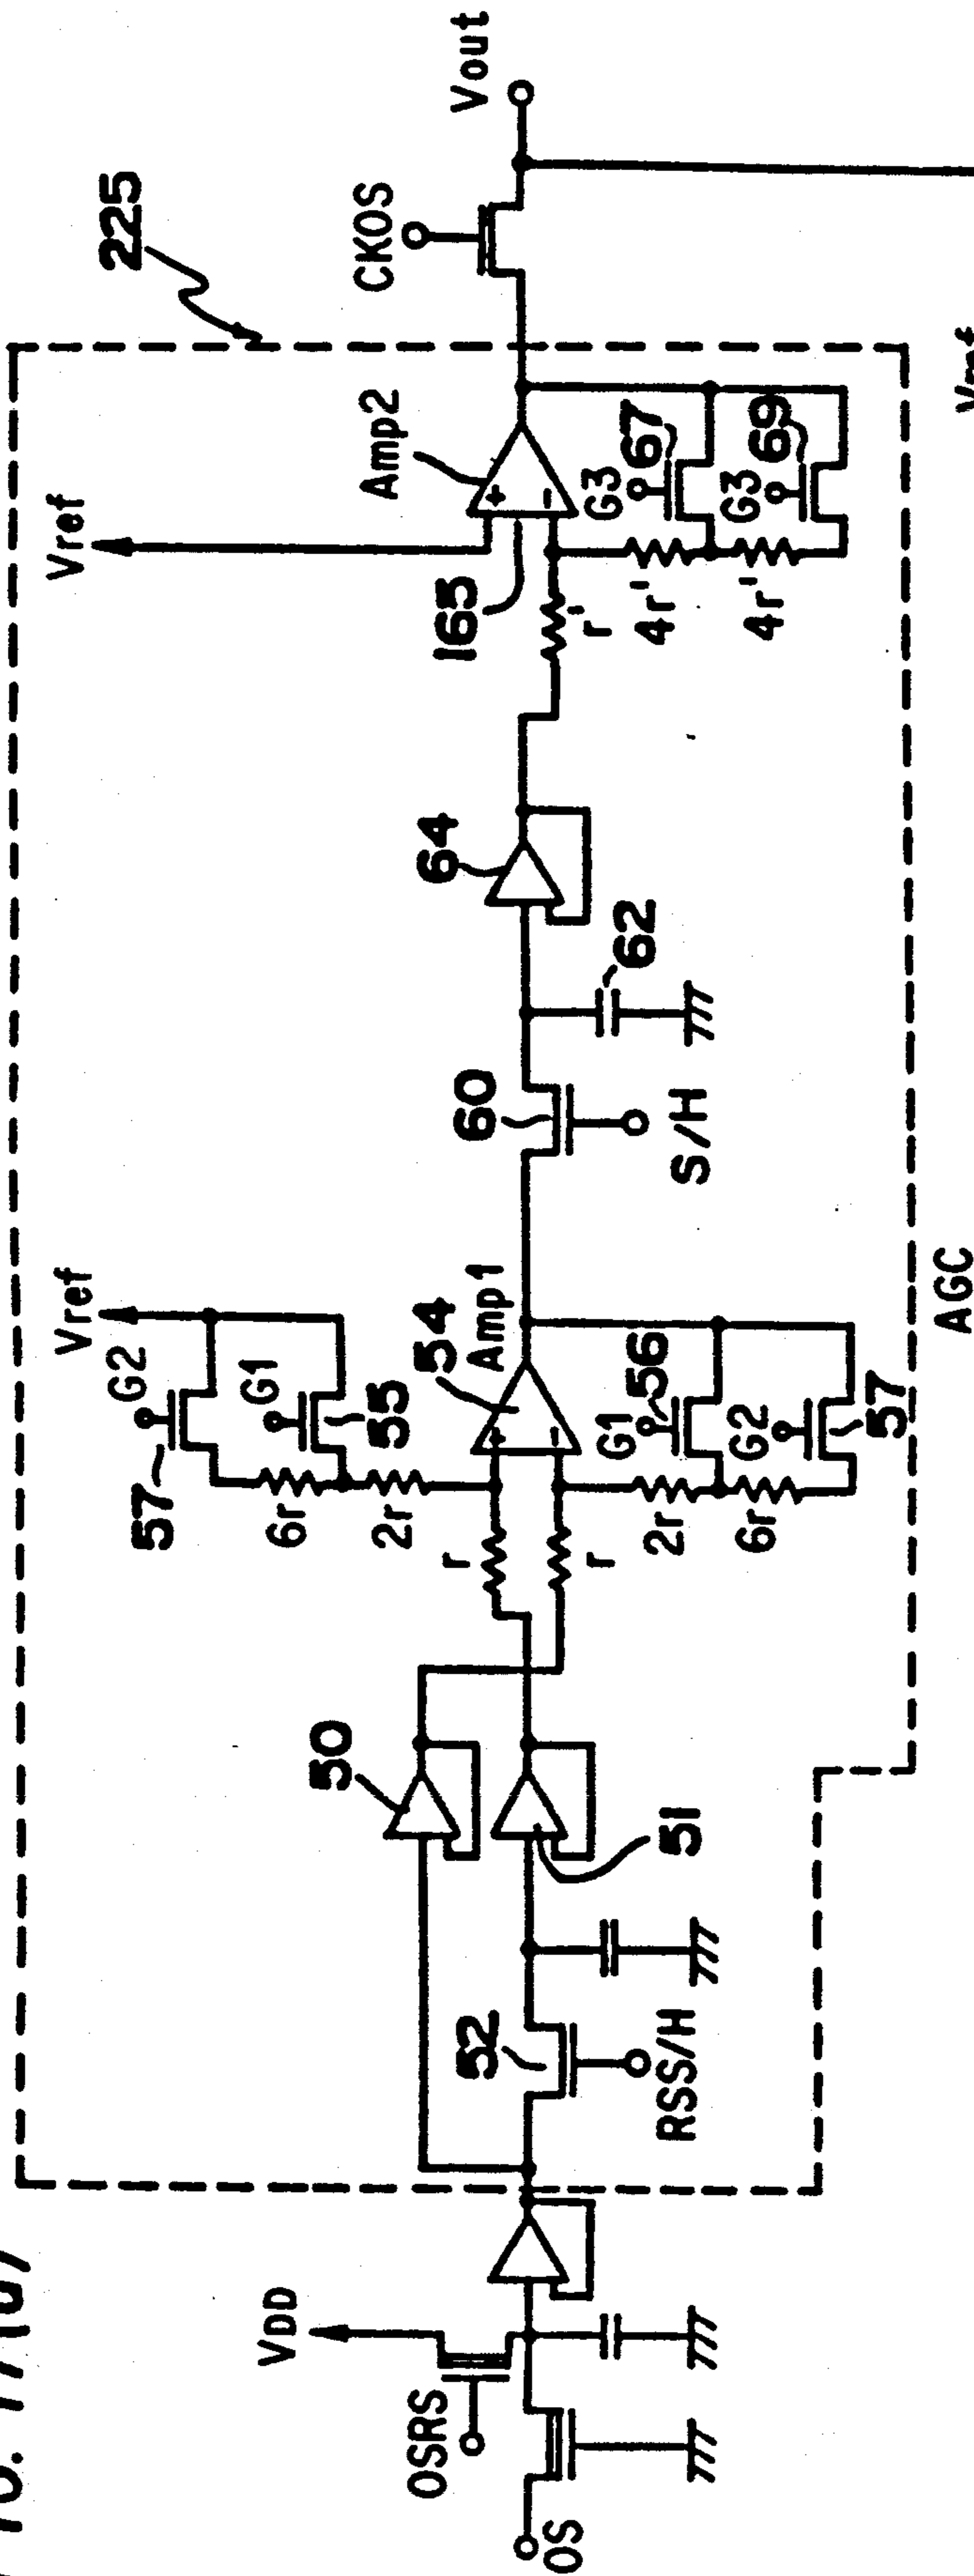 VDD
OSRS
OS
52
RSS/H
50
51
Vref
G2
57
G1
55
6r
2r
r
r
54
Amp1
+
-
G1
56
G2
57
2r
6r
60
S/H
62
64
Vref
Amp2
165
+
-
r'
4r'
4r'
G3
67
G3
69
225
CKOS
Vout
AGC